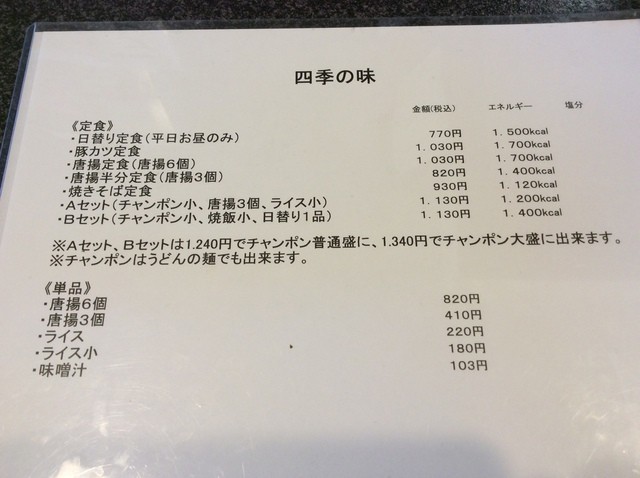 四季の味
金額(税込) エネルギー 塩分
《定食》
・日替り定食(平日お昼のみ) 770円 1.500kcal
・豚カツ定食 1.030円 1.700kcal
・唐揚定食(唐揚6個) 1.030円 1.700kcal
・唐揚半分定食(唐揚3個) 820円 1.400kcal
・焼きそば定食 930円 1.120kcal
・Aセット(チャンポン小、唐揚3個、ライス小) 1.130円 1.200kcal
・Bセット(チャンポン小、焼飯小、日替り1品) 1.130円 1.400kcal
※Aセット、Bセットは1.240円でチャンポン普通盛に、1.340円でチャンポン大盛に出来ます。
※チャンポンはうどんの麺でも出来ます。
《単品》
・唐揚6個 820円
・唐揚3個 410円
・ライス 220円
・ライス小 180円
・味噌汁 103円